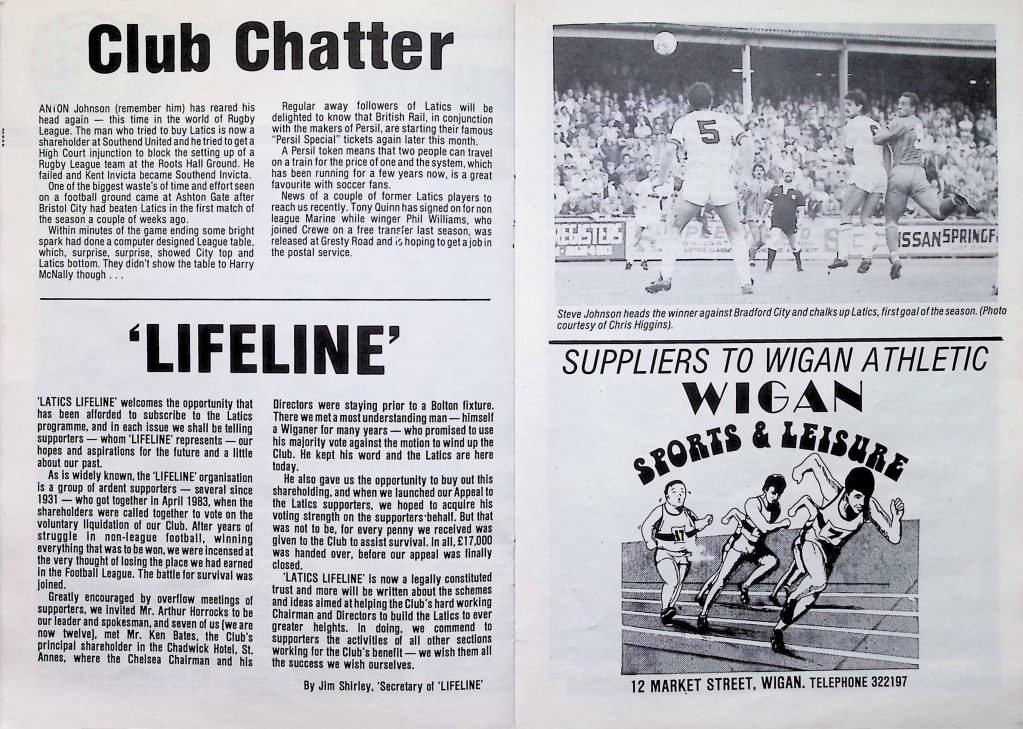 Club Chatter
ANTON Johnson (remember him) has reared his
head again — this time in the world of Rugby
League. The man who tried to buy Latics is now a
shareholder at Southend United and he tried to get a
High Court injunction to block the setting up of a
Rugby League team at the Roots Hall Ground. He
failed and Kent Invicta became Southend Invicta.
One of the biggest waste's of time and effort seen
on a football ground came at Ashton Gate after
Bristol City had beaten Latics in the first match of
the season a couple of weeks ago.
Within minutes of the game ending some bright
spark had done a computer designed League table,
which, surprise, surprise, showed City top and
Latics bottom. They didn't show the table to Harry
McNally though . . .
Regular away followers of Latics will be
delighted to know that British Rail, in conjunction
with the makers of Persil, are starting their famous
"Persil Special" tickets again later this month.
A Persil token means that two people can travel
on a train for the price of one and the system, which
has been running for a few years now, is a great
favourite with soccer fans.
News of a couple of former Latics players to
reach us recently. Tony Quinn has signed on for non
league Marine while winger Phil Williams, who
joined Crewe on a free transfer last season, was
released at Gresty Road and is hoping to get a job in
the postal service.
'LIFELINE'
'LATICS LIFELINE' welcomes the opportunity that
has been afforded to subscribe to the Latics
programme, and in each issue we shall be telling
supporters — whom 'LIFELINE' represents — our
hopes and aspirations for the future and a little
about our past.
As is widely known, the 'LIFELINE' organisation
is a group of ardent supporters — several since
1931 — who got together in April 1983, when the
shareholders were called together to vote on the
voluntary liquidation of our Club. After years of
struggle in non-league football, winning
everything that was to be won, we were incensed at
the very thought of losing the place we had earned
in the Football League. The battle for survival was
joined.
Greatly encouraged by overflow meetings of
supporters, we invited Mr. Arthur Horrocks to be
our leader and spokesman, and seven of us (we are
now twelve), met Mr. Ken Bates, the Club's
principal shareholder in the Chadwick Hotel, St.
Annes, where the Chelsea Chairman and his
Directors were staying prior to a Bolton fixture.
There we met a most understanding man — himself
a Wiganer for many years — who promised to use
his majority vote against the motion to wind up the
Club. He kept his word and the Latics are here
today.
He also gave us the opportunity to buy out this
shareholding, and when we launched our Appeal to
the Latics supporters, we hoped to acquire his
voting strength on the supporters behalf. But that
was not to be, for every penny we received was
given to the Club to assist survival. In all, £17,000
was handed over, before our appeal was finally
closed.
'LATICS LIFELINE' is now a legally constituted
trust and more will be written about the schemes
and ideas aimed at helping the Club's hard working
Chairman and Directors to build the Latics to ever
greater heights. In doing, we commend to
supporters the activities of all other sections
working for the Club's benefit — we wish them all
the success we wish ourselves.
By Jim Shirley, 'Secretary of 'LIFELINE'
5
NISSAN SPRINGF
Steve Johnson heads the winner against Bradford City and chalks up Latics, first goal of the season. (Photo
courtesy of Chris Higgins).
SUPPLIERS TO WIGAN ATHLETIC
WIGAN
SPORTS & LEISURE
17
7
12 MARKET STREET, WIGAN. TELEPHONE 322197